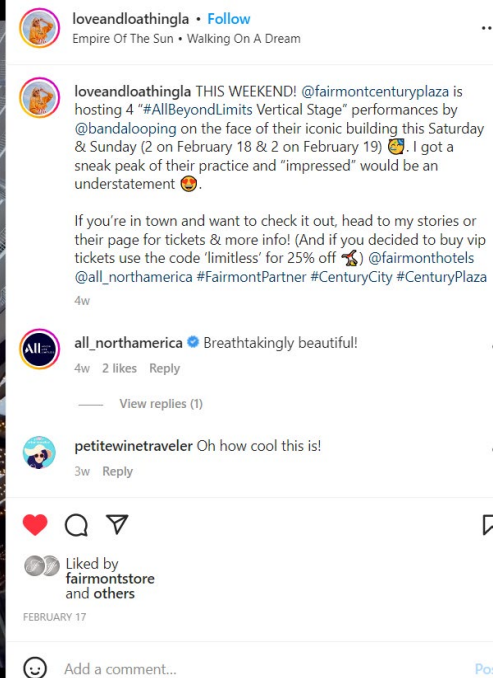 loveandloathingla • Follow
Empire Of The Sun • Walking On A Dream
loveandloathingla THIS WEEKEND! @fairmontcenturyplaza is
hosting 4 “#AllBeyondLimits Vertical Stage” performances by
@bandalooping on the face of their iconic building this Saturday
& Sunday (2 on February 18 & 2 on February 19) 🥳. I got a
sneak peak of their practice and “impressed” would be an
understatement 😍.
If you’re in town and want to check it out, head to my stories or
their page for tickets & more info! (And if you decided to buy vip
tickets use the code ‘limitless’ for 25% off) @fairmonthotels
@all_northamerica #FairmontPartner #CenturyCity #CenturyPlaza
4w
All
all_northamerica Breathtakingly beautiful!
4w 2 likes Reply
View replies (1)
petitewinetraveler Oh how cool this is!
3w Reply
Liked by
fairmontstore
and others
FEBRUARY 17
Add a comment...
Pos